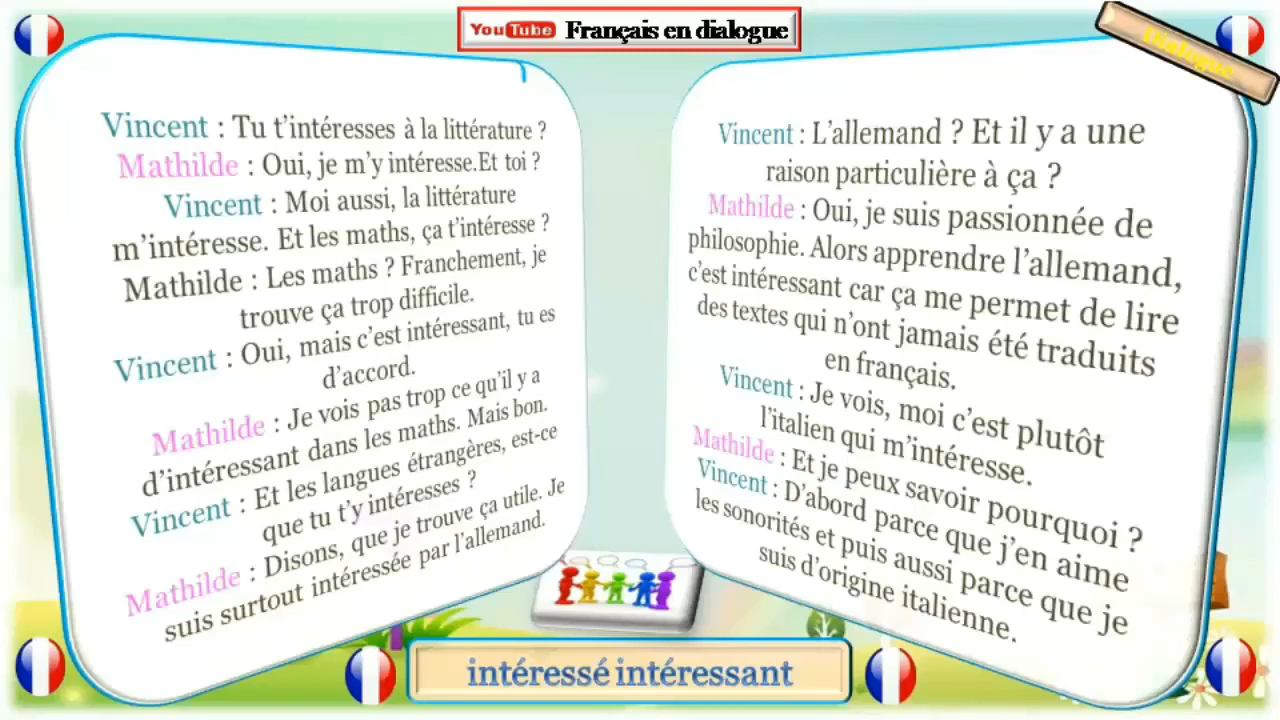 YouTube Français en dialogue
Dialogue
Vincent : Tu t'intéresses à la littérature ?
Mathilde : Oui, je m'y intéresse.Et toi ?
Vincent : Moi aussi, la littérature
m'intéresse. Et les maths, ça t'intéresse ?
Mathilde : Les maths ? Franchement, je
trouve ça trop difficile.
Vincent : Oui, mais c'est intéressant, tu es
d'accord.
Mathilde : Je vois pas trop ce qu'il y a
d'intéressant dans les maths. Mais bon.
Vincent : Et les langues étrangères, est-ce
que tu t'y intéresses ?
Mathilde : Disons, que je trouve ça utile. Je
suis surtout intéressée par l'allemand.
Vincent : L'allemand ? Et il y a une
raison particulière à ça ?
Mathilde : Oui, je suis passionnée de
philosophie. Alors apprendre l'allemand,
c'est intéressant car ça me permet de lire
des textes qui n'ont jamais été traduits
en français.
Vincent : Je vois, moi c'est plutôt
l'italien qui m'intéresse.
Mathilde : Et je peux savoir pourquoi ?
Vincent : D'abord parce que j'en aime
les sonorités et puis aussi parce que je
suis d'origine italienne.
intéressé intéressant